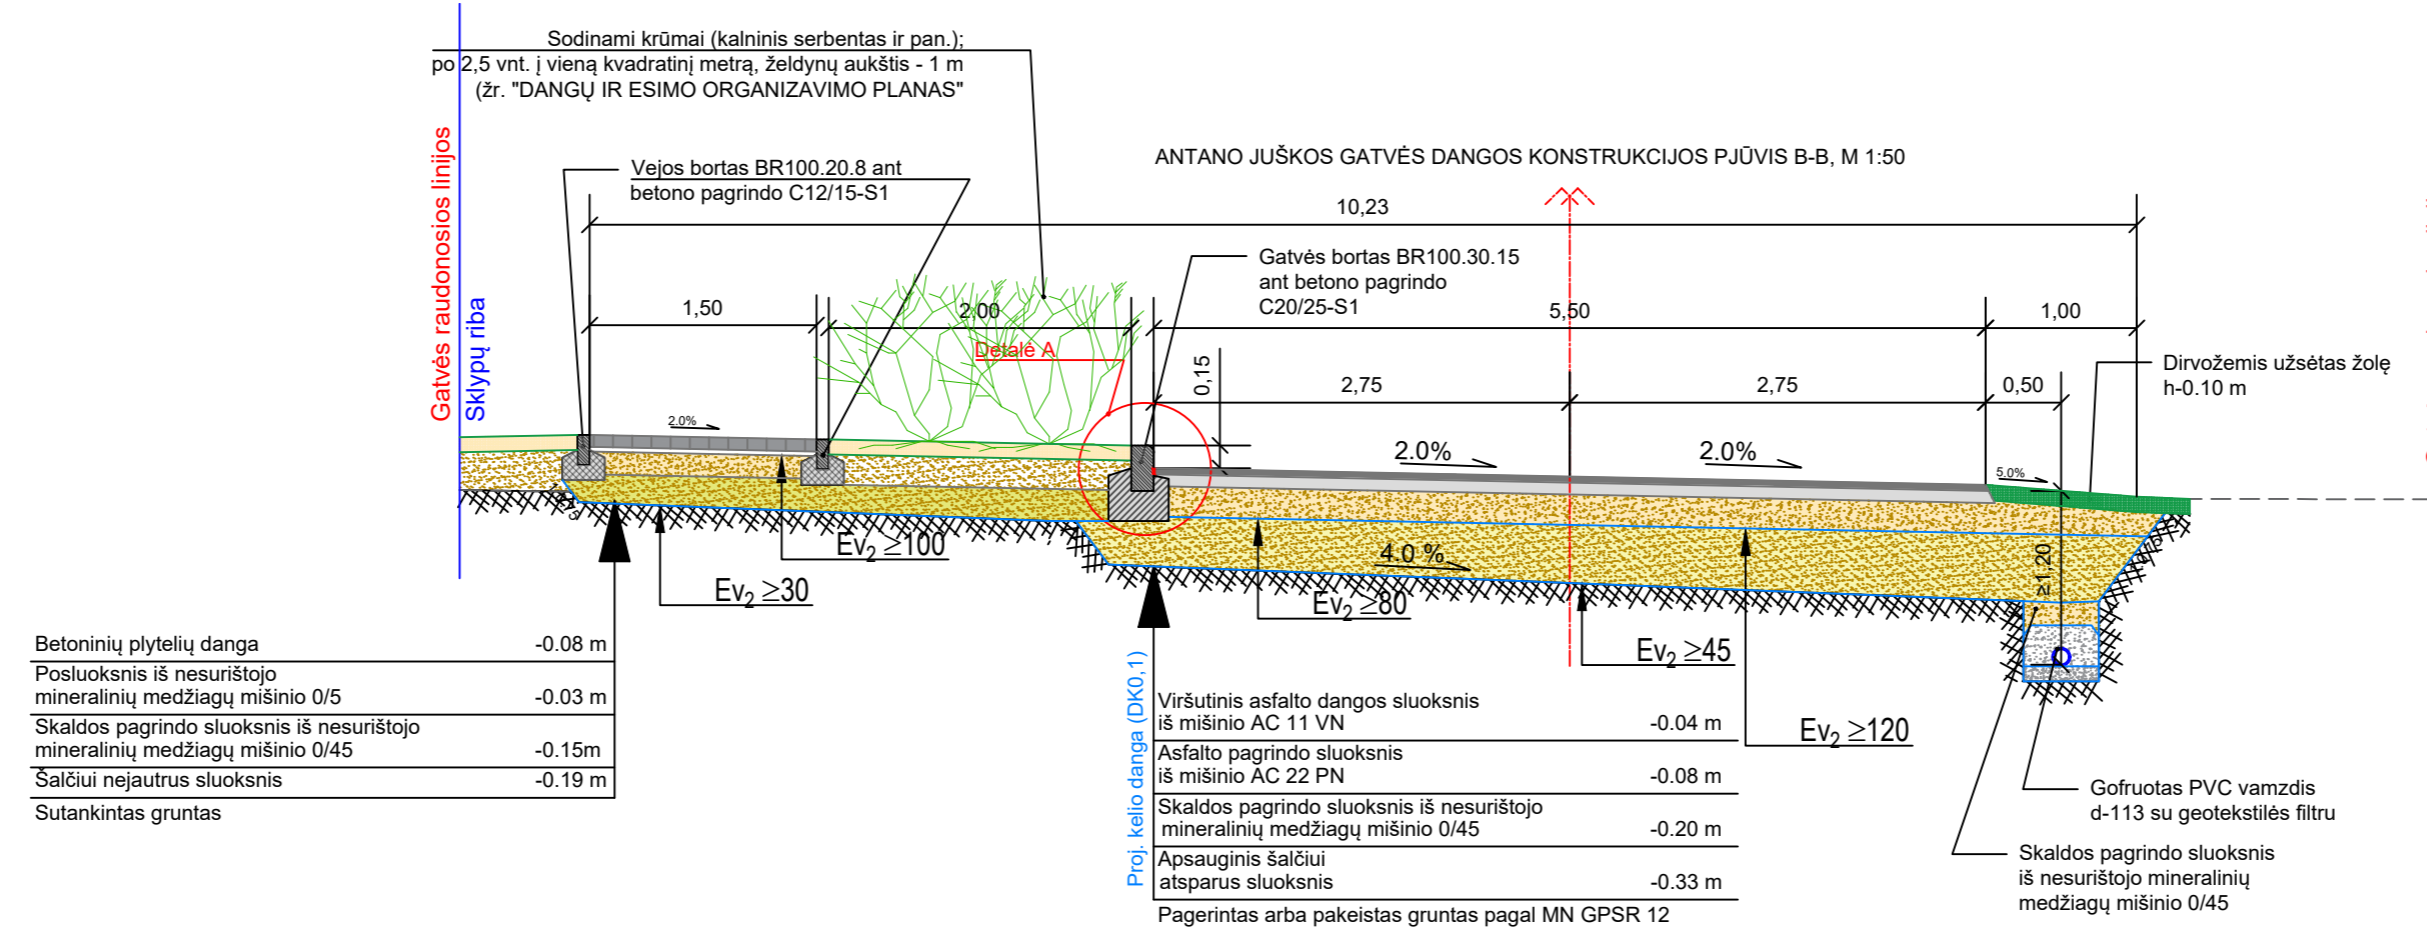 Sodinami krūmai (kalninis serbentas ir pan.);
po 2,5 vnt. į vieną kvadratinį metrą, želdynų aukštis - 1 m
(žr. "DANGŲ IR ESIMO ORGANIZAVIMO PLANAS"
Gatvės raudonosios linijos
Sklypų riba
Vejos bortas BR100.20.8 ant
betono pagrindo C12/15-S1
ANTANO JUŠKOS GATVĖS DANGOS KONSTRUKCIJOS PJŪVIS B-B, M 1:50
10,23
Gatvės bortas BR100.30.15
ant betono pagrindo
C20/25-S1
1,50
2,00
5,50
1,00
Detalė A
0,15
2,75
2,75
0,50
Dirvožemis užsėtas žolę
h-0.10 m
2.0%
2.0%
2.0%
5.0%
4.0 %
≥1,20
Ev2 ≥100
Ev2 ≥30
Ev2 ≥80
Ev2 ≥45
Ev2 ≥120
Betoninių plytelių danga -0.08 m
Posluoksnis iš nesurištojo
mineralinių medžiagų mišinio 0/5 -0.03 m
Skaldos pagrindo sluoksnis iš nesurištojo
mineralinių medžiagų mišinio 0/45 -0.15m
Šalčiui nejautrus sluoksnis -0.19 m
Sutankintas gruntas
Proj. kelio danga (DK0,1)
Viršutinis asfalto dangos sluoksnis
iš mišinio AC 11 VN -0.04 m
Asfalto pagrindo sluoksnis
iš mišinio AC 22 PN -0.08 m
Skaldos pagrindo sluoksnis iš nesurištojo
mineralinių medžiagų mišinio 0/45 -0.20 m
Apsauginis šalčiui
atsparus sluoksnis -0.33 m
Pagerintas arba pakeistas gruntas pagal MN GPSR 12
Gofruotas PVC vamzdis
d-113 su geotekstilės filtru
Skaldos pagrindo sluoksnis
iš nesurištojo mineralinių
medžiagų mišinio 0/45